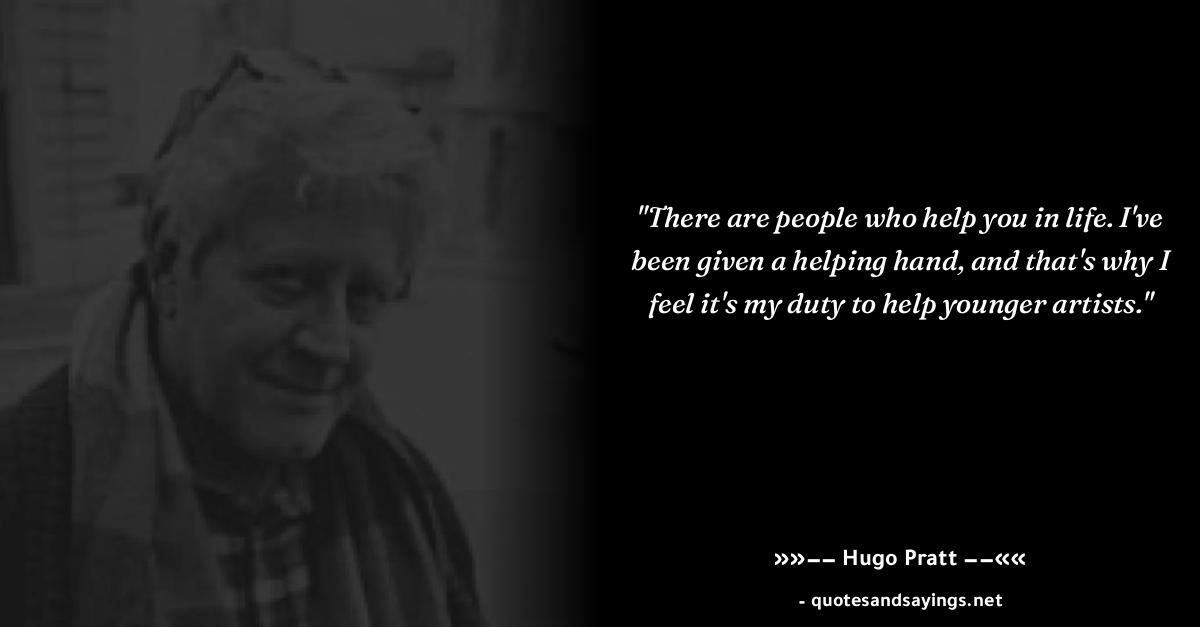 "There are people who help you in life. I've
been given a helping hand, and that's why I
feel it's my duty to help younger artists."
»»—— Hugo Pratt ——««
- quotesandsayings.net